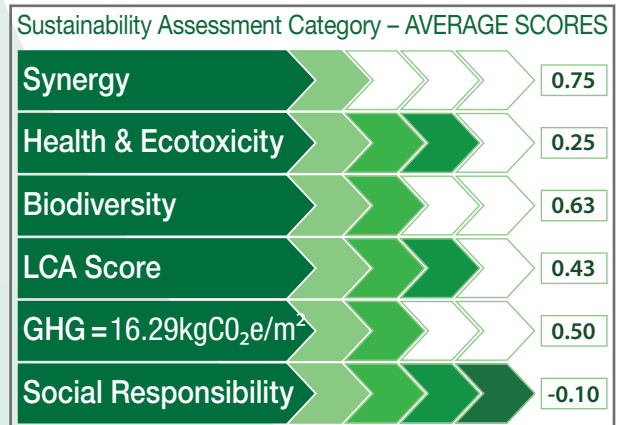 Sustainability Assessment Category – AVERAGE SCORES
Synergy 0.75
Health & Ecotoxicity 0.25
Biodiversity 0.63
LCA Score 0.43
GHG = 16.29kgC0₂e/m² 0.50
Social Responsibility -0.10